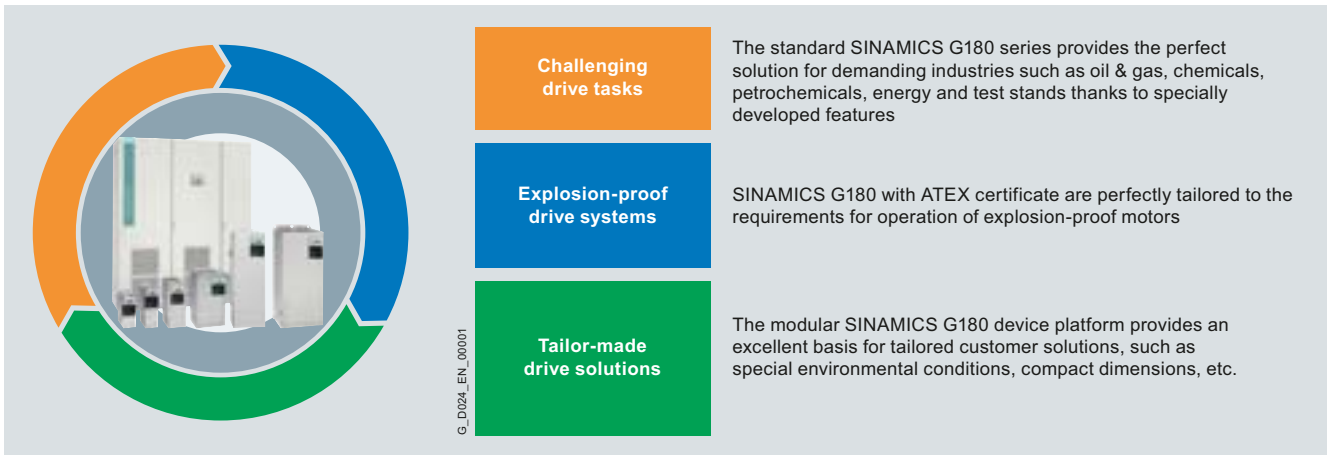 Challenging
drive tasks
The standard SINAMICS G180 series provides the perfect
solution for demanding industries such as oil & gas, chemicals,
petrochemicals, energy and test stands thanks to specially
developed features
Explosion-proof
drive systems
SINAMICS G180 with ATEX certificate are perfectly tailored to the
requirements for operation of explosion-proof motors
Tailor-made
drive solutions
The modular SINAMICS G180 device platform provides an
excellent basis for tailored customer solutions, such as
special environmental conditions, compact dimensions, etc.
G_D024_EN_00001